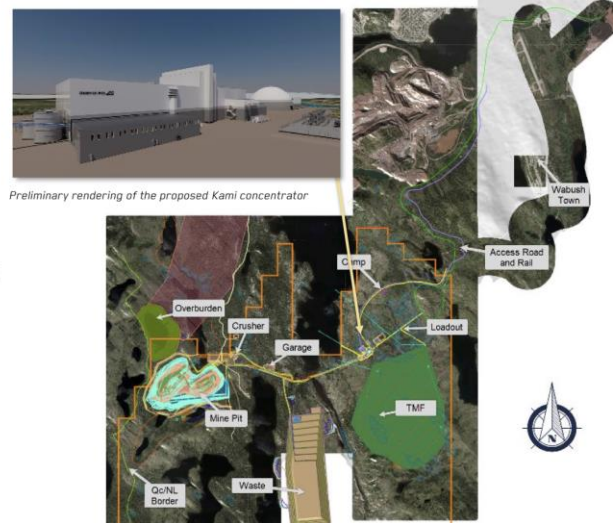 Preliminary rendering of the proposed Kami concentrator
Wabush
Town
Access Road
and Rail
Camp
Overburden
Crusher
Loadout
Garage
Mine Pit
TMF
Qc/NL
Border
Waste
N